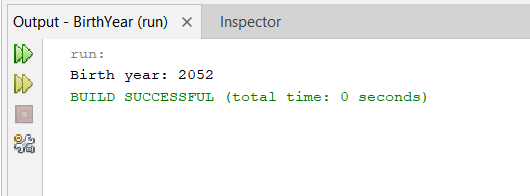 Output - BirthYear (run) × Inspector
run:
Birth year: 2052
BUILD SUCCESSFUL (total time: 0 seconds)